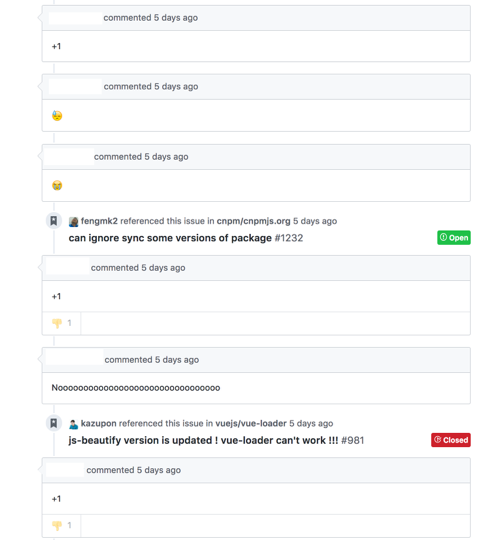 commented 5 days ago
+1
commented 5 days ago
commented 5 days ago
fengmk2 referenced this issue in cnpm/cnpmjs.org 5 days ago
can ignore sync some versions of package #1232
Open
commented 5 days ago
+1
1
commented 5 days ago
Nooooooooooooooooooooooooooooooooo
kazupon referenced this issue in vuejs/vue-loader 5 days ago
js-beautify version is updated ! vue-loader can't work !!! #981
Closed
commented 5 days ago
+1
1